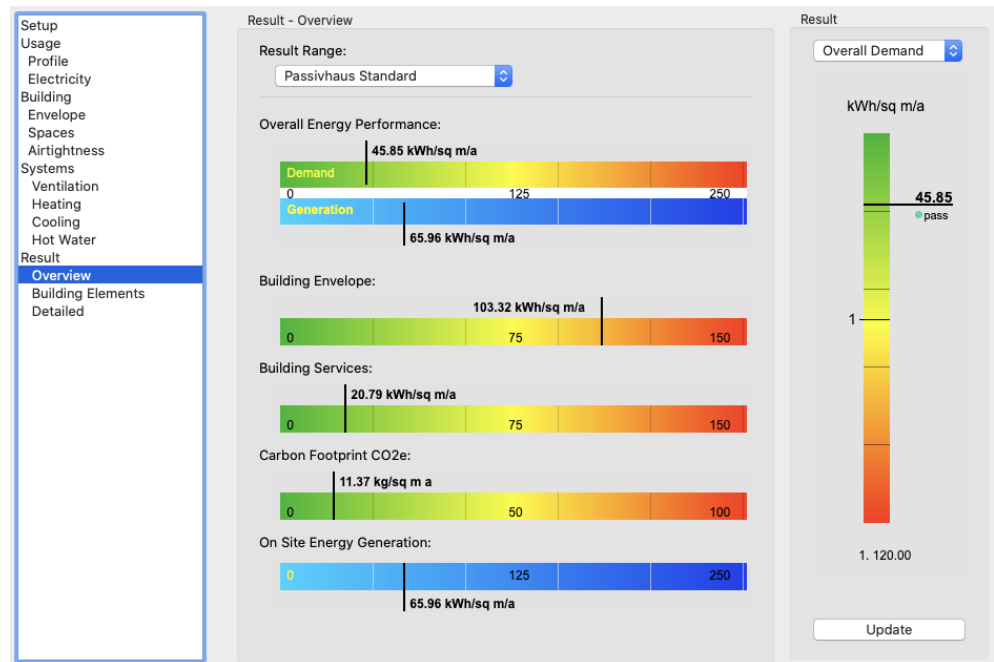 Setup
Usage
Profile
Electricity
Building
Envelope
Spaces
Airtightness
Systems
Ventilation
Heating
Cooling
Hot Water
Result
Overview
Building Elements
Detailed
Result - Overview
Result Range:
Passivhaus Standard
Overall Energy Performance:
45.85 kWh/sq m/a
Demand
0 125 250
Generation
65.96 kWh/sq m/a
Building Envelope:
103.32 kWh/sq m/a
0 75 150
Building Services:
20.79 kWh/sq m/a
0 75 150
Carbon Footprint CO2e:
11.37 kg/sq m a
0 50 100
On Site Energy Generation:
0 125 250
65.96 kWh/sq m/a
Result
Overall Demand
kWh/sq m/a
45.85
pass
1
1. 120.00
Update